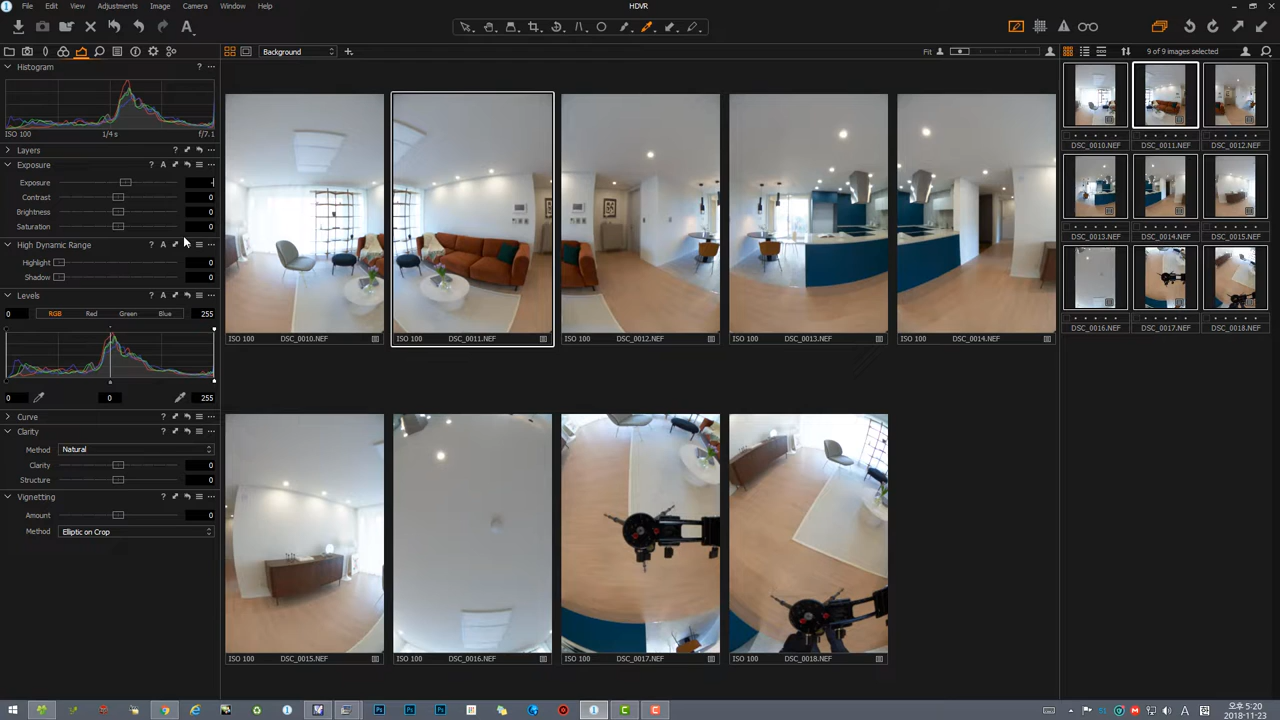 File Edit View Adjustments Image Camera Window Help
HDVR
Background
Fit
9 of 9 images selected
Histogram
ISO 100 1/4 s f/7.1
Layers
Exposure
Exposure -
Contrast 0
Brightness 0
Saturation 0
High Dynamic Range
Highlight 0
Shadow 0
Levels
0 RGB Red Green Blue 255
0 0 255
Curve
Clarity
Method Natural
Clarity 0
Structure 0
Vignetting
Amount 0
Method Elliptic on Crop
ISO 100 DSC_0010.NEF
ISO 100 DSC_0011.NEF
ISO 100 DSC_0012.NEF
ISO 100 DSC_0013.NEF
ISO 100 DSC_0014.NEF
ISO 100 DSC_0015.NEF
ISO 100 DSC_0016.NEF
ISO 100 DSC_0017.NEF
ISO 100 DSC_0018.NEF
DSC_0010.NEF DSC_0011.NEF DSC_0012.NEF
DSC_0013.NEF DSC_0014.NEF DSC_0015.NEF
DSC_0016.NEF DSC_0017.NEF DSC_0018.NEF
오후 5:20
2018-11-23